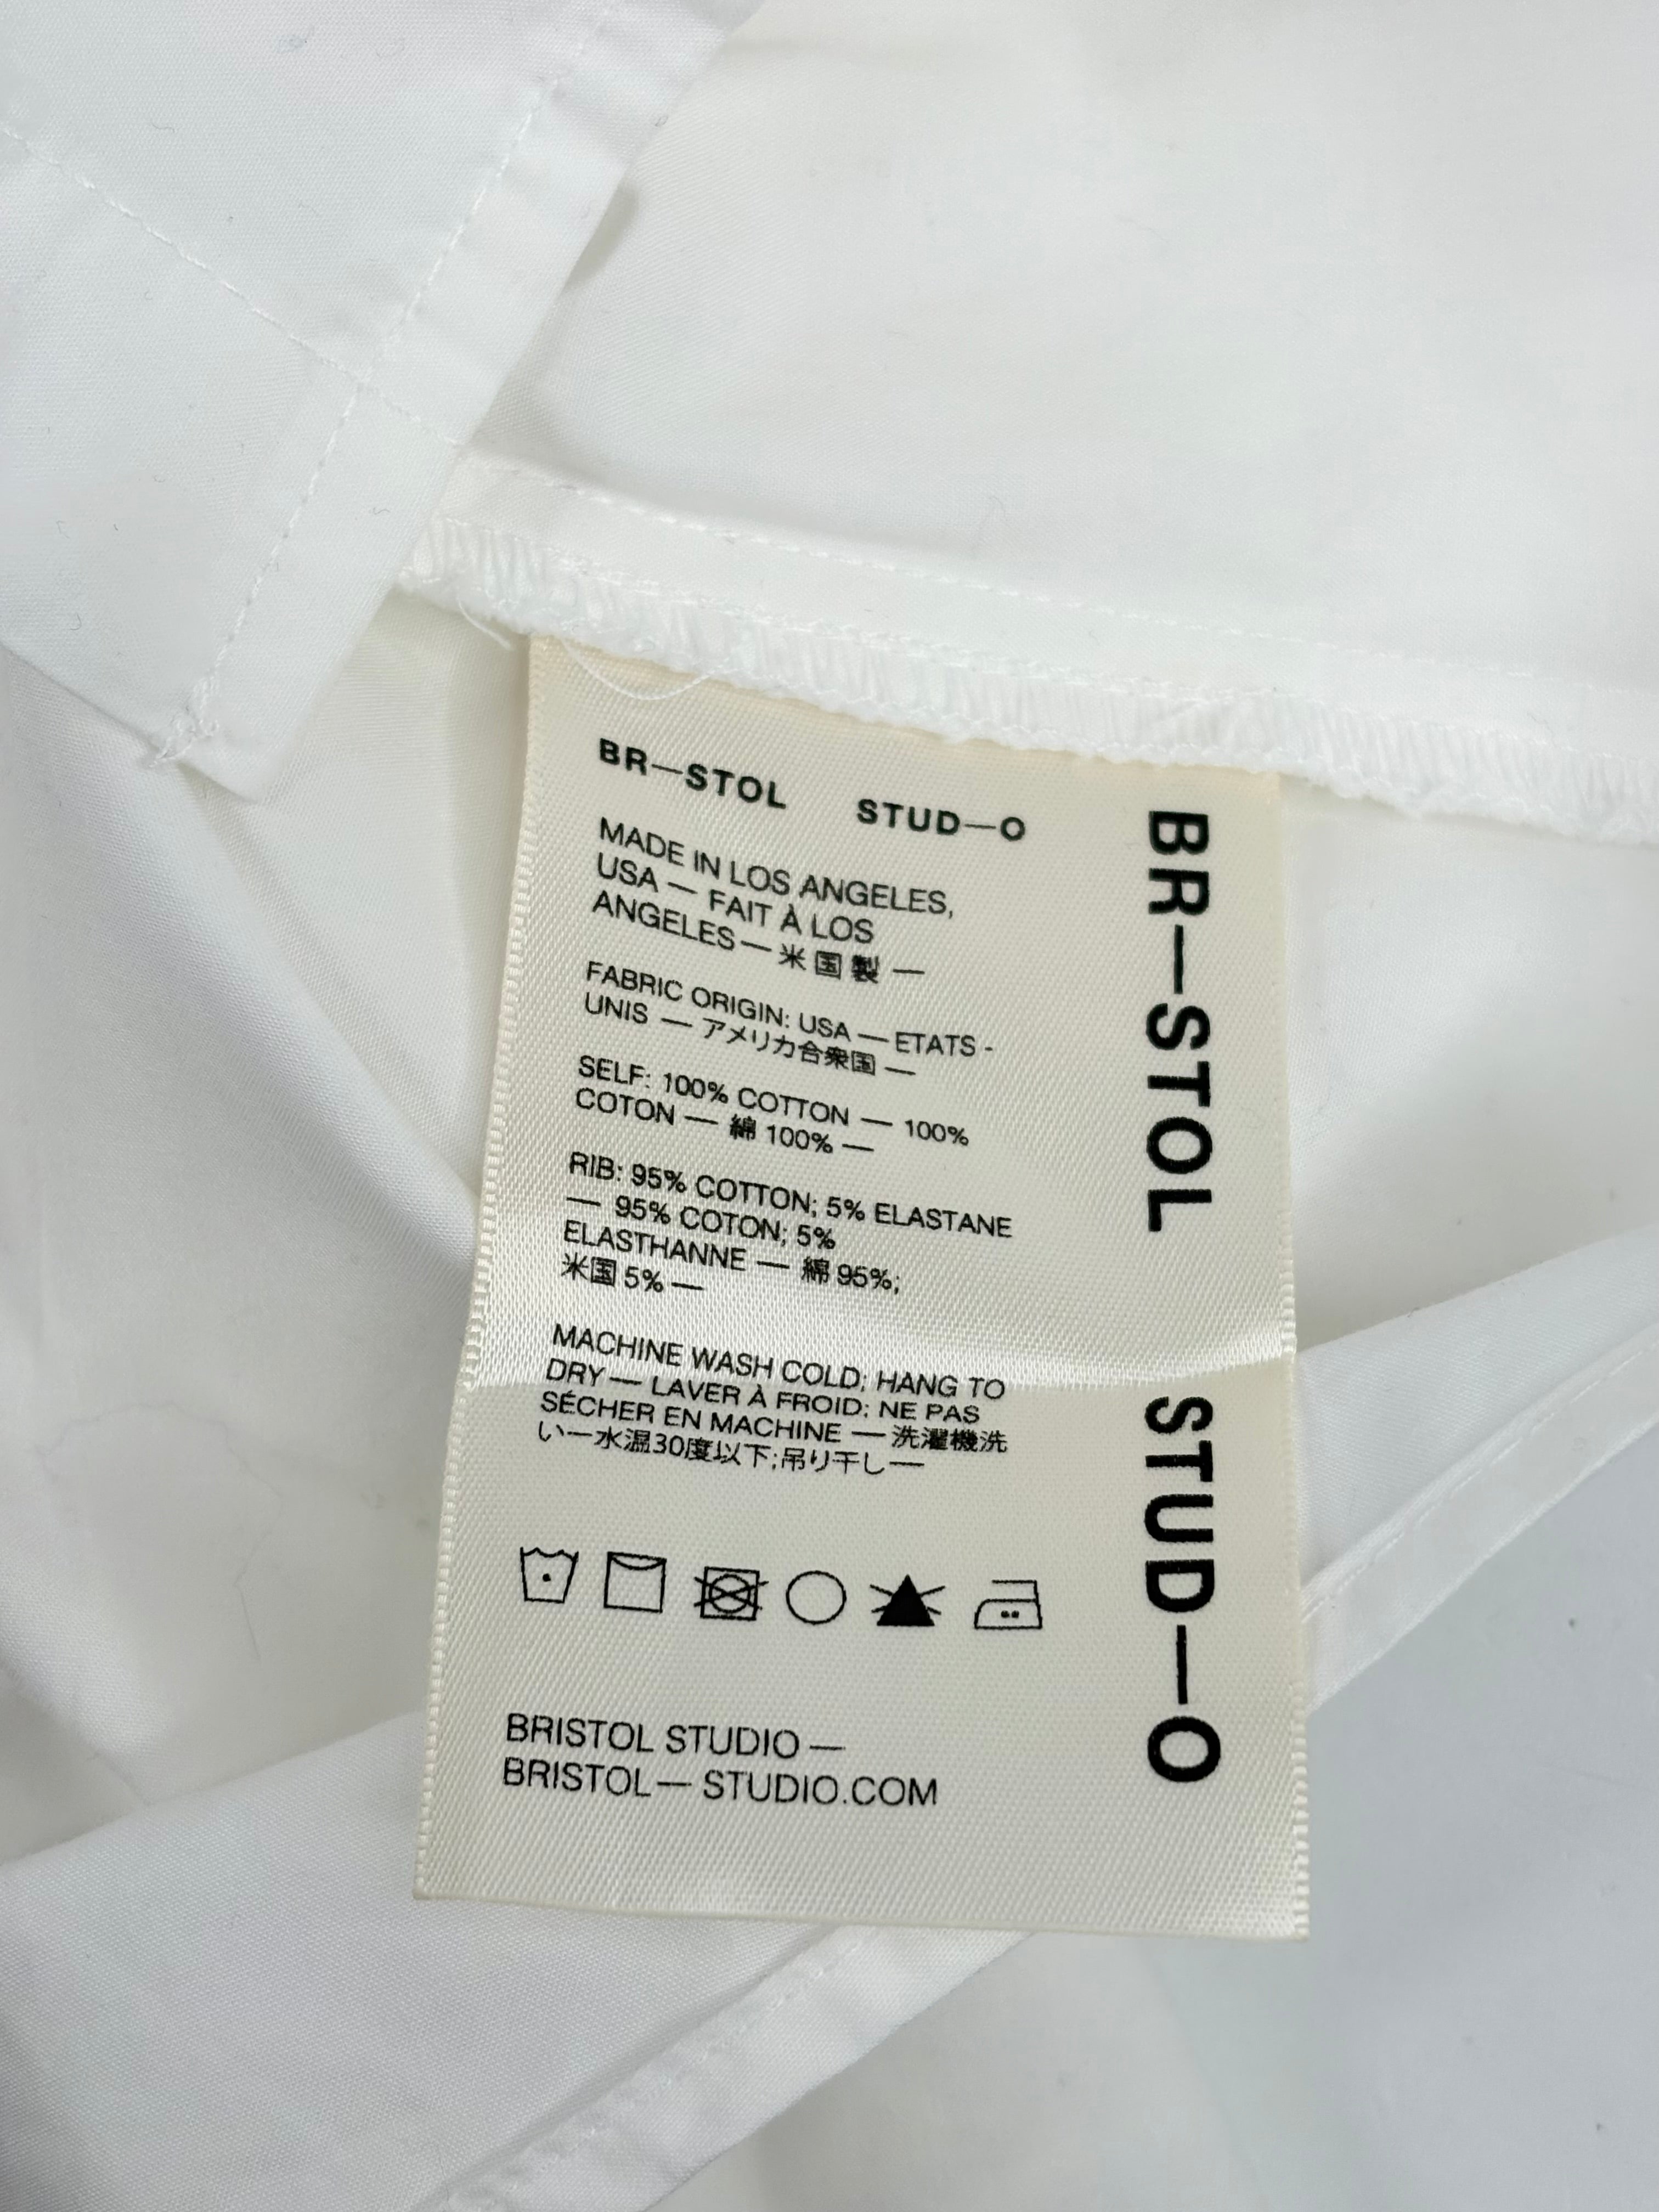 BR—STOL STUD—O
MADE IN LOS ANGELES,
USA — FAIT À LOS
ANGELES — 米国製 —
FABRIC ORIGIN: USA — ETATS -
UNIS — アメリカ合衆国 —
SELF: 100% COTTON — 100%
COTON — 綿 100% —
RIB: 95% COTTON; 5% ELASTANE
— 95% COTON; 5%
ELASTHANNE — 綿 95%;
米国 5% —
MACHINE WASH COLD; HANG TO
DRY — LAVER À FROID; NE PAS
SÉCHER EN MACHINE — 洗濯機洗
い一水温30度以下;吊り干し—
BRISTOL STUDIO —
BRISTOL— STUDIO.COM
BR—STOL STUD—O